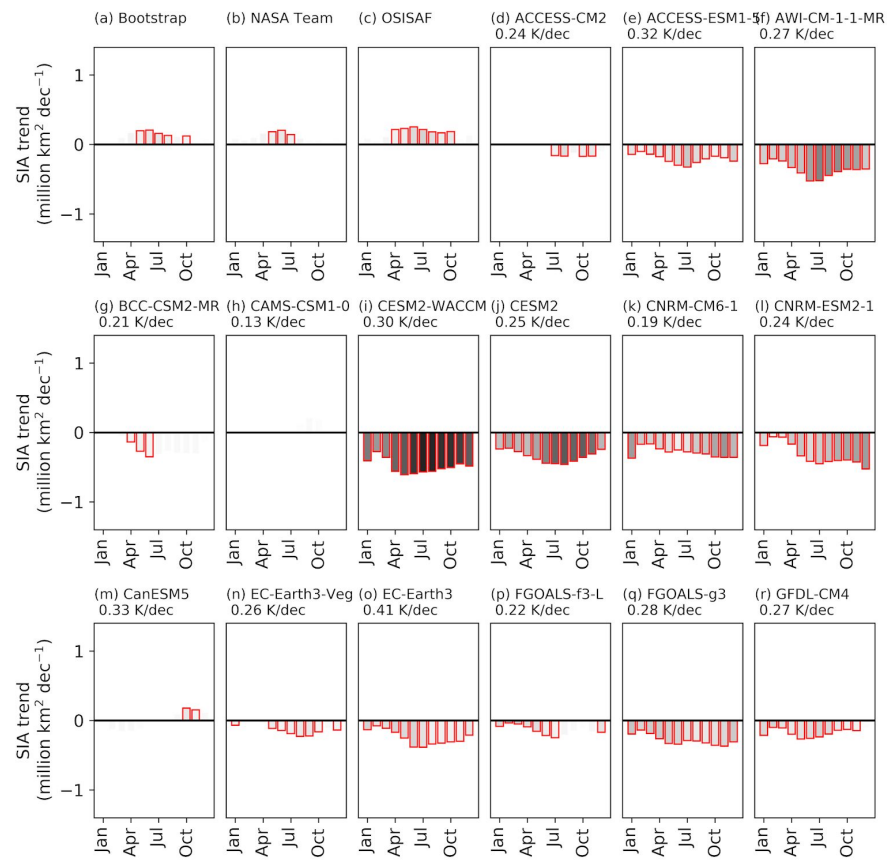 (a) Bootstrap
(b) NASA Team
(c) OSISAF
(d) ACCESS-CM2
0.24 K/dec
(e) ACCESS-ESM1-5
0.32 K/dec
(f) AWI-CM-1-1-MR
0.27 K/dec
SIA trend
(million km² dec⁻¹)
1
0
−1
Jan Apr Jul Oct
Jan Apr Jul Oct
Jan Apr Jul Oct
Jan Apr Jul Oct
Jan Apr Jul Oct
Jan Apr Jul Oct
(g) BCC-CSM2-MR
0.21 K/dec
(h) CAMS-CSM1-0
0.13 K/dec
(i) CESM2-WACCM
0.30 K/dec
(j) CESM2
0.25 K/dec
(k) CNRM-CM6-1
0.19 K/dec
(l) CNRM-ESM2-1
0.24 K/dec
SIA trend
(million km² dec⁻¹)
1
0
−1
Jan Apr Jul Oct
Jan Apr Jul Oct
Jan Apr Jul Oct
Jan Apr Jul Oct
Jan Apr Jul Oct
Jan Apr Jul Oct
(m) CanESM5
0.33 K/dec
(n) EC-Earth3-Veg
0.26 K/dec
(o) EC-Earth3
0.41 K/dec
(p) FGOALS-f3-L
0.22 K/dec
(q) FGOALS-g3
0.28 K/dec
(r) GFDL-CM4
0.27 K/dec
SIA trend
(million km² dec⁻¹)
1
0
−1
Jan Apr Jul Oct
Jan Apr Jul Oct
Jan Apr Jul Oct
Jan Apr Jul Oct
Jan Apr Jul Oct
Jan Apr Jul Oct